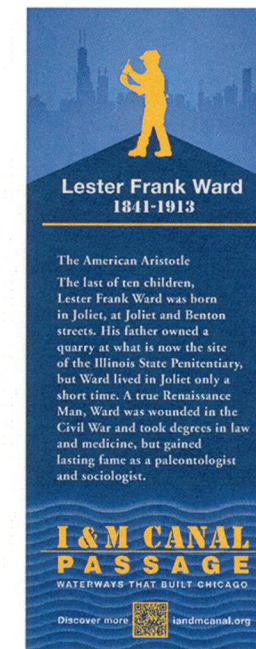 Lester Frank Ward
1841-1913
The American Aristotle
The last of ten children,
Lester Frank Ward was born
in Joliet, at Joliet and Benton
streets. His father owned a
quarry at what is now the site
of the Illinois State Penitentiary,
but Ward lived in Joliet only a
short time. A true Renaissance
Man, Ward was wounded in the
Civil War and took degrees in law
and medicine, but gained
lasting fame as a paleontologist
and sociologist.
I & M CANAL
PASSAGE
WATERWAYS THAT BUILT CHICAGO
Discover more iandmcanal.org